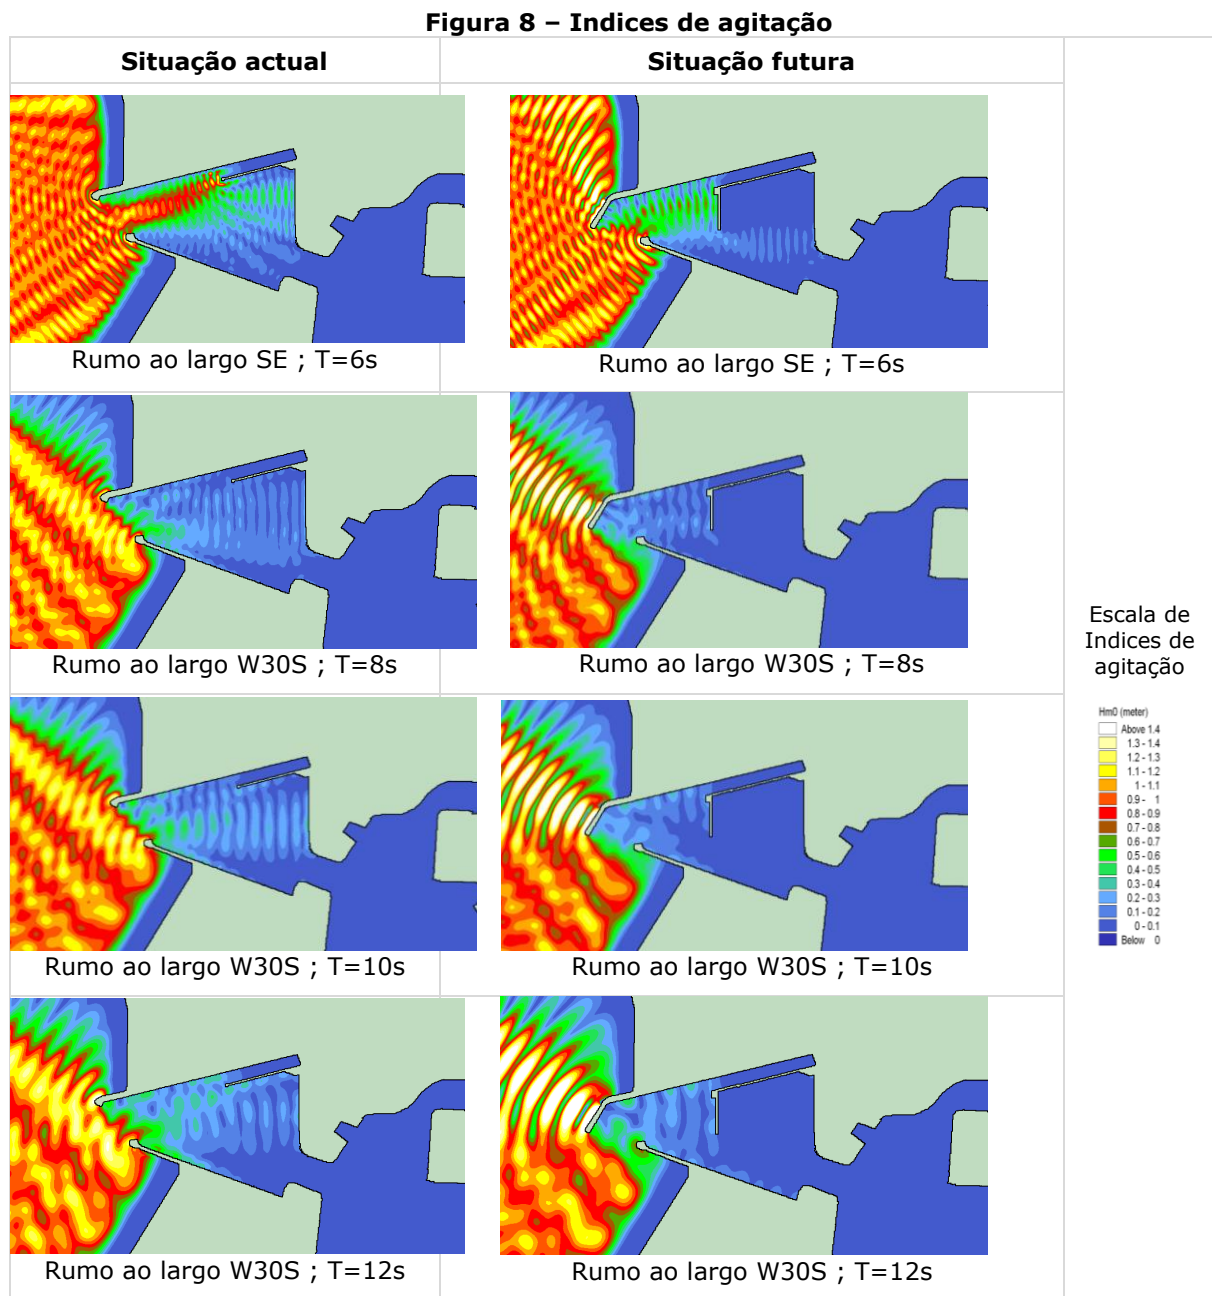 Figura 8 – Indices de agitação
Situação actual
Situação futura
Rumo ao largo SE ; T=6s
Rumo ao largo SE ; T=6s
Rumo ao largo W30S ; T=8s
Rumo ao largo W30S ; T=8s
Rumo ao largo W30S ; T=10s
Rumo ao largo W30S ; T=10s
Rumo ao largo W30S ; T=12s
Rumo ao largo W30S ; T=12s
Escala de
Indices de
agitação
Hm0 (meter)
Above 1.4
1.3 - 1.4
1.2 - 1.3
1.1 - 1.2
1 - 1.1
0.9 - 1
0.8 - 0.9
0.7 - 0.8
0.6 - 0.7
0.5 - 0.6
0.4 - 0.5
0.3 - 0.4
0.2 - 0.3
0.1 - 0.2
0 - 0.1
Below 0